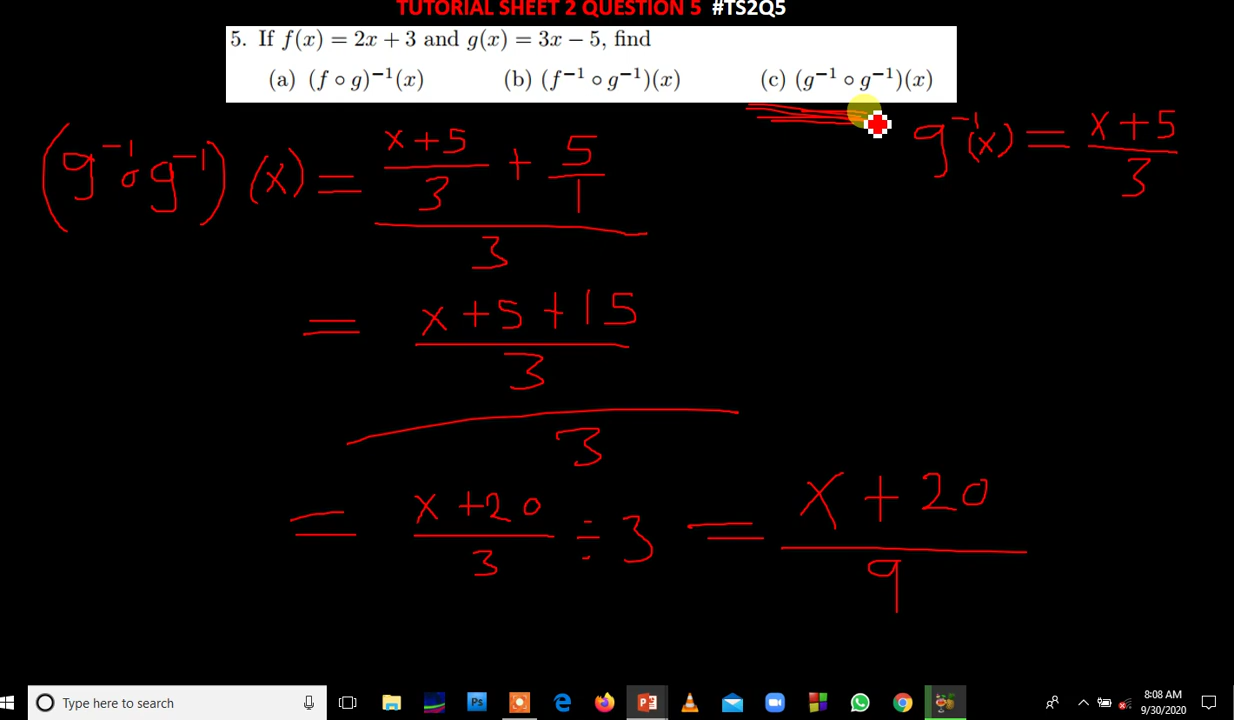 TUTORIAL SHEET 2 QUESTION 5 #TS2Q5
5. If f(x) = 2x + 3 and g(x) = 3x − 5, find
(a) (f ∘ g)⁻¹(x) (b) (f⁻¹ ∘ g⁻¹)(x) (c) (g⁻¹ ∘ g⁻¹)(x)
g⁻¹(x) = (x + 5)/3
(g⁻¹ ∘ g⁻¹)(x) = ((x+5)/3 + 5/1)/3
= ((x + 5 + 15)/3)/3
= (x + 20)/3 ÷ 3 = (x + 20)/9
Type here to search
8:08 AM
9/30/2020